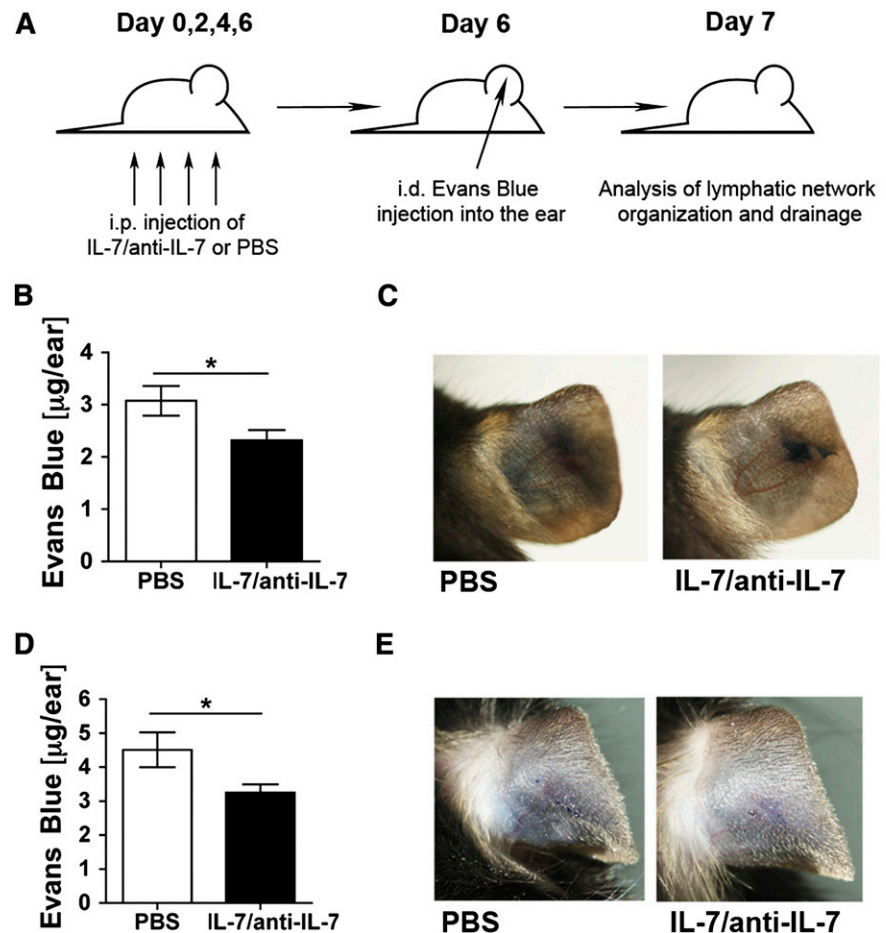 A
Day 0,2,4,6
Day 6
Day 7
i.p. injection of
IL-7/anti-IL-7 or PBS
i.d. Evans Blue
injection into the ear
Analysis of lymphatic network
organization and drainage
B
Evans Blue [µg/ear]
4
3
2
1
0
*
PBS
IL-7/anti-IL-7
C
PBS
IL-7/anti-IL-7
D
Evans Blue [µg/ear]
6
5
4
3
2
1
0
*
PBS
IL-7/anti-IL-7
E
PBS
IL-7/anti-IL-7